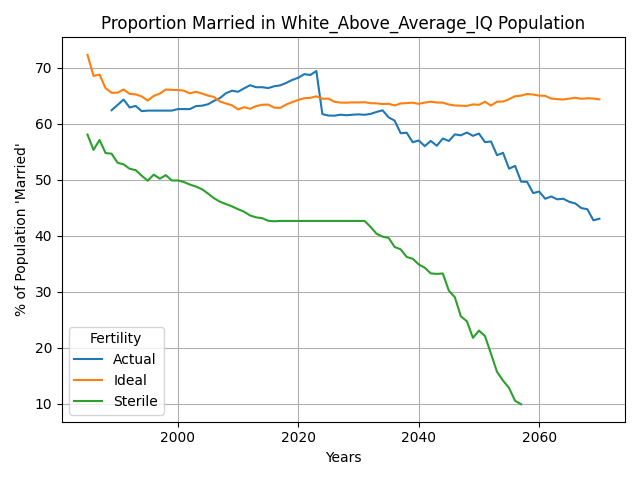 Proportion Married in White_Above_Average_IQ Population
% of Population 'Married'
70
60
50
40
30
20
10
Fertility
Actual
Ideal
Sterile
2000 2020 2040 2060
Years